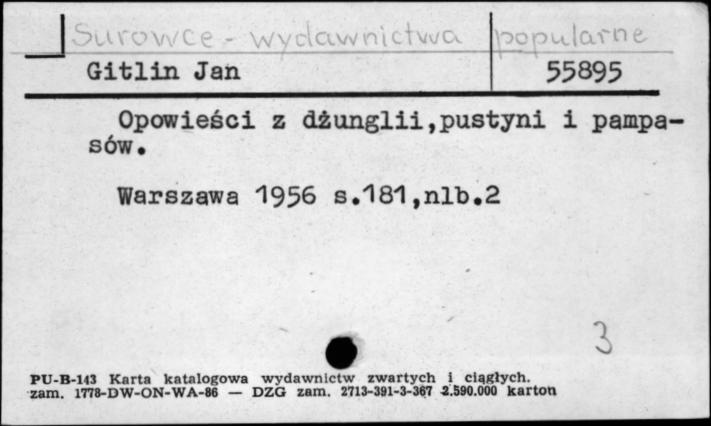 Surowce - wydawnictwa popularne
Gitlin Jan 55895
Opowieści z dżunglii,pustyni i pampa-
sów.
Warszawa 1956 s.181,nlb.2
3
PU-B-143 Karta katalogowa wydawnictw zwartych i ciągłych.
zam. 1778-DW-ON-WA-86 — DZG zam. 2713-391-3-367 2.590.000 karton